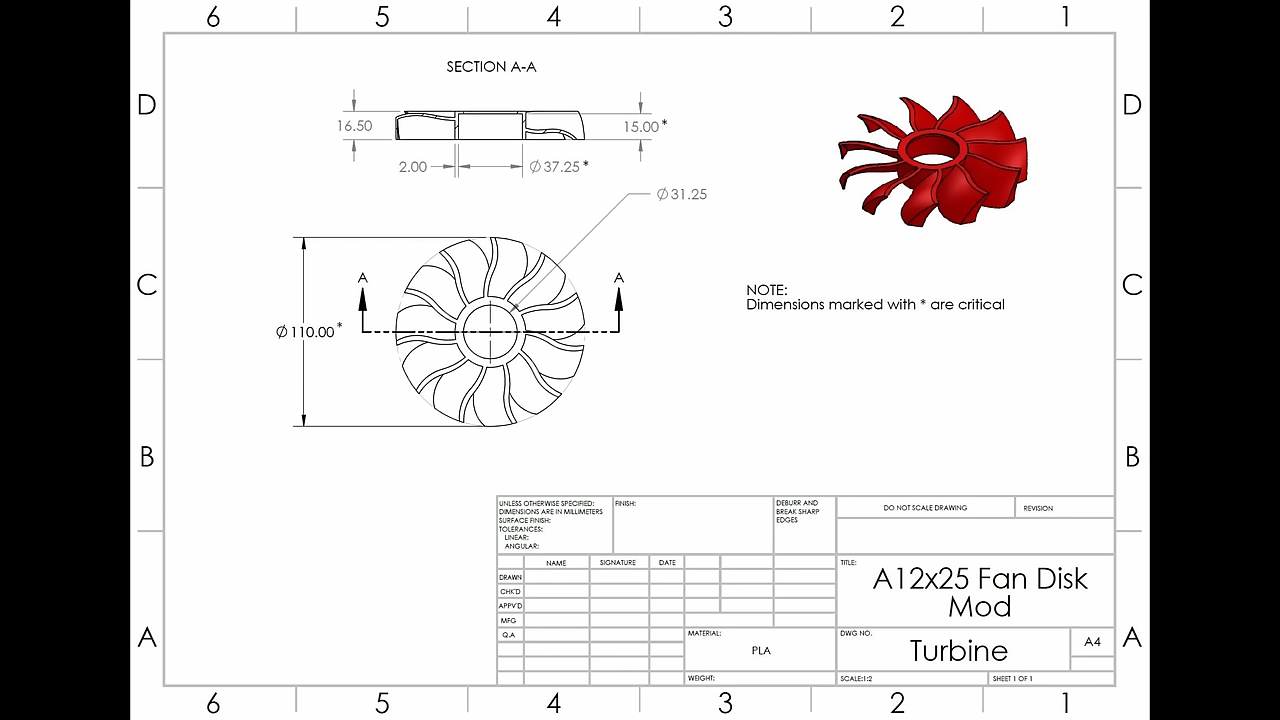 6 5 4 3 2 1
SECTION A-A
D D
16.50 15.00*
2.00 Ø37.25*
Ø31.25
A A
C C
NOTE:
Dimensions marked with * are critical
Ø110.00*
B B
UNLESS OTHERWISE SPECIFIED:
DIMENSIONS ARE IN MILLIMETERS
SURFACE FINISH:
TOLERANCES:
LINEAR:
ANGULAR:
FINISH:
DEBURR AND
BREAK SHARP
EDGES
DO NOT SCALE DRAWING
REVISION
NAME SIGNATURE DATE
DRAWN
CHK'D
APPV'D
MFG
Q.A
TITLE:
A12x25 Fan Disk
Mod
MATERIAL:
PLA
DWG NO.
Turbine
A4
A A
WEIGHT:
SCALE:1:2
SHEET 1 OF 1
6 5 4 3 2 1